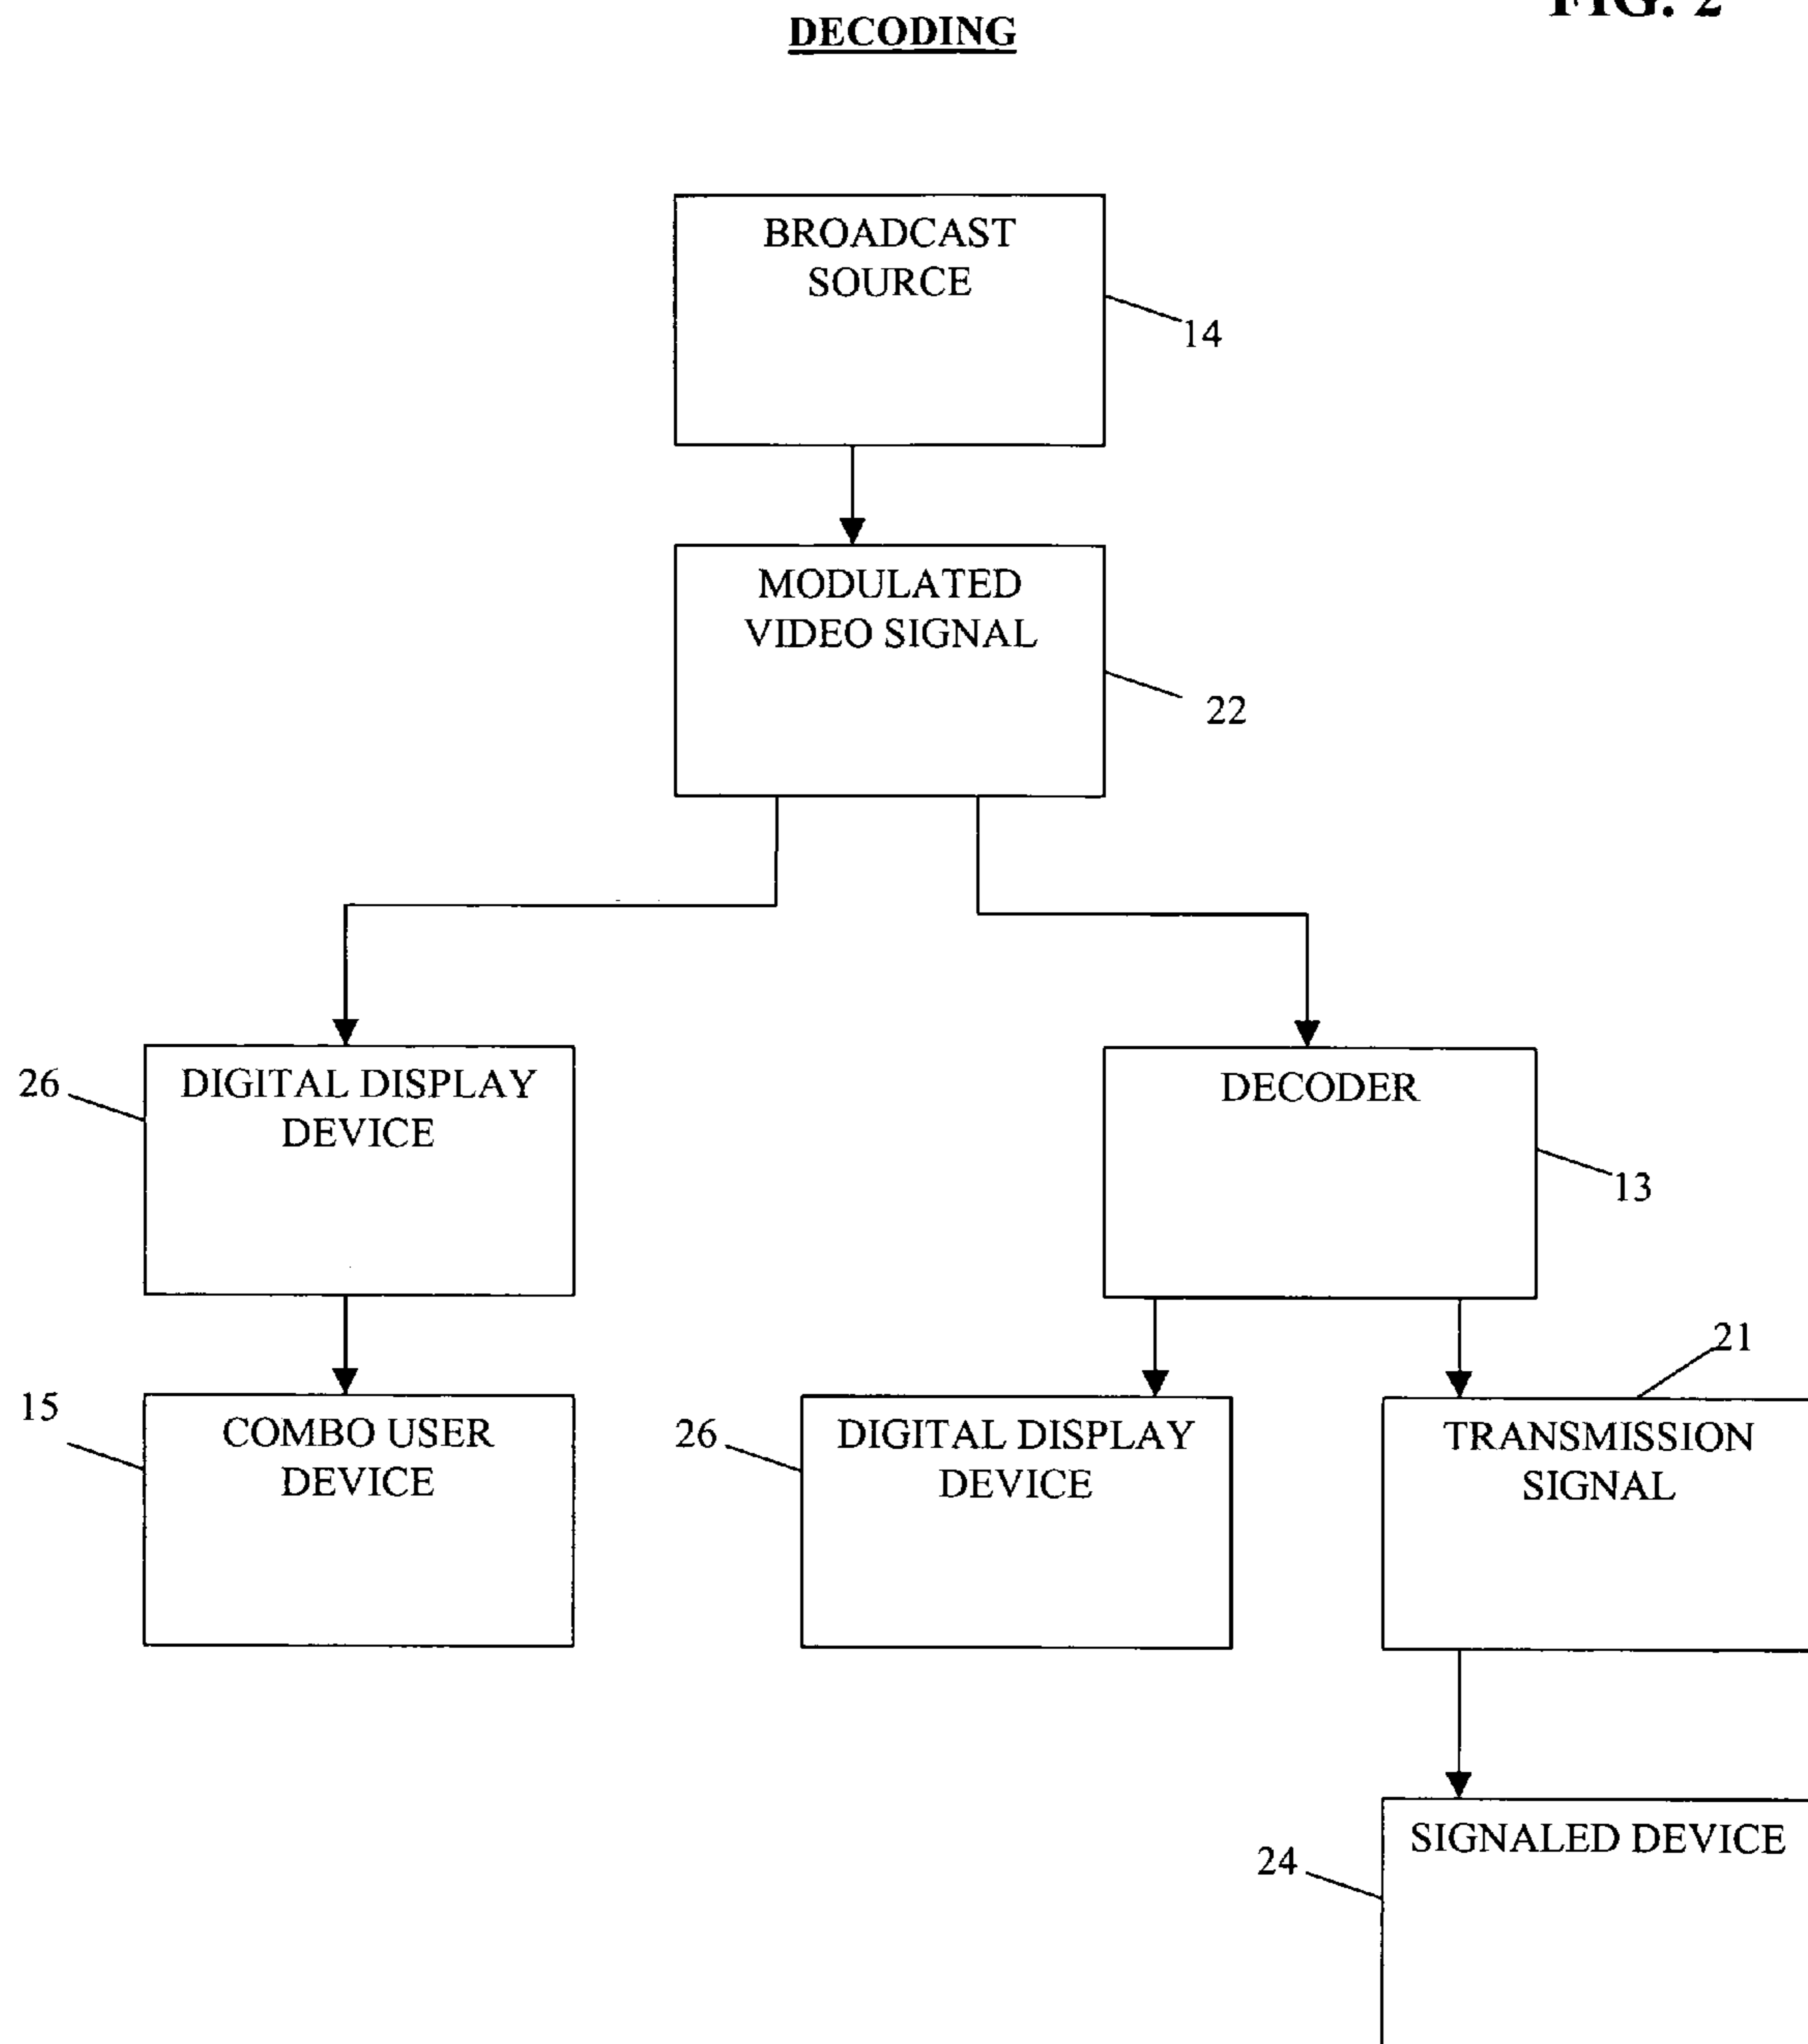 FIG. 2
DECODING
BROADCAST
SOURCE
14
MODULATED
VIDEO SIGNAL
22
26
DIGITAL DISPLAY
DEVICE
DECODER
13
21
15
COMBO USER
DEVICE
26
DIGITAL DISPLAY
DEVICE
TRANSMISSION
SIGNAL
SIGNALED DEVICE
24